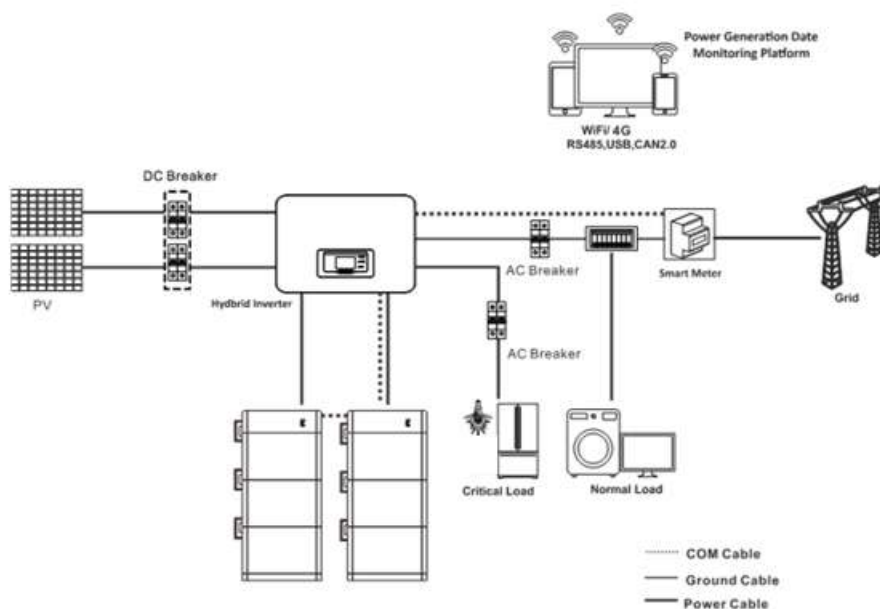 Power Generation Date
Monitoring Platform
WiFi/ 4G
RS485,USB,CAN2.0
DC Breaker
AC Breaker
Smart Meter
Grid
PV
Hydbrid Inverter
AC Breaker
Critical Load
Normal Load
COM Cable
Ground Cable
Power Cable